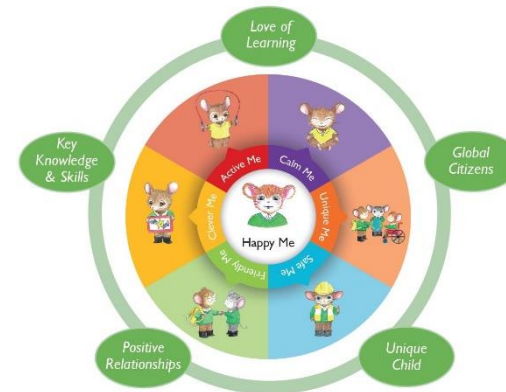 Love of
Learning
Key
Knowledge
& Skills
Global
Citizens
Active Me
Calm Me
Clever Me
Unique Me
Happy Me
Friendly Me
Safe Me
Positive
Relationships
Unique
Child